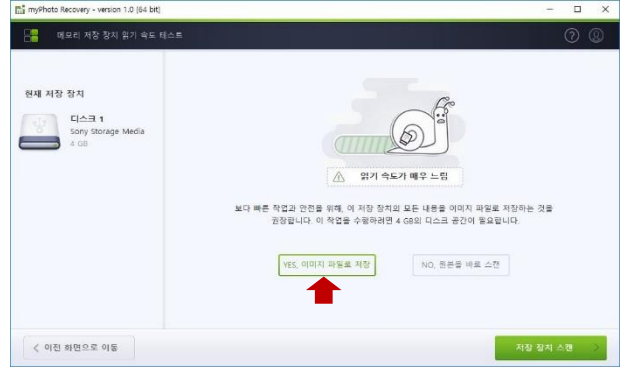 myPhoto Recovery - version 1.0 [64 bit]
메모리 저장 장치 읽기 속도 테스트
현재 저장 장치
디스크 1
Sony Storage Media
4 GB
읽기 속도가 매우 느림
보다 빠른 작업과 안전을 위해, 이 저장 장치의 모든 내용을 이미지 파일로 저장하는 것을
권장합니다. 이 작업을 수행하려면 4 GB의 디스크 공간이 필요합니다.
YES, 이미지 파일로 저장
NO, 원본을 바로 스캔
이전 화면으로 이동
저장 장치 스캔